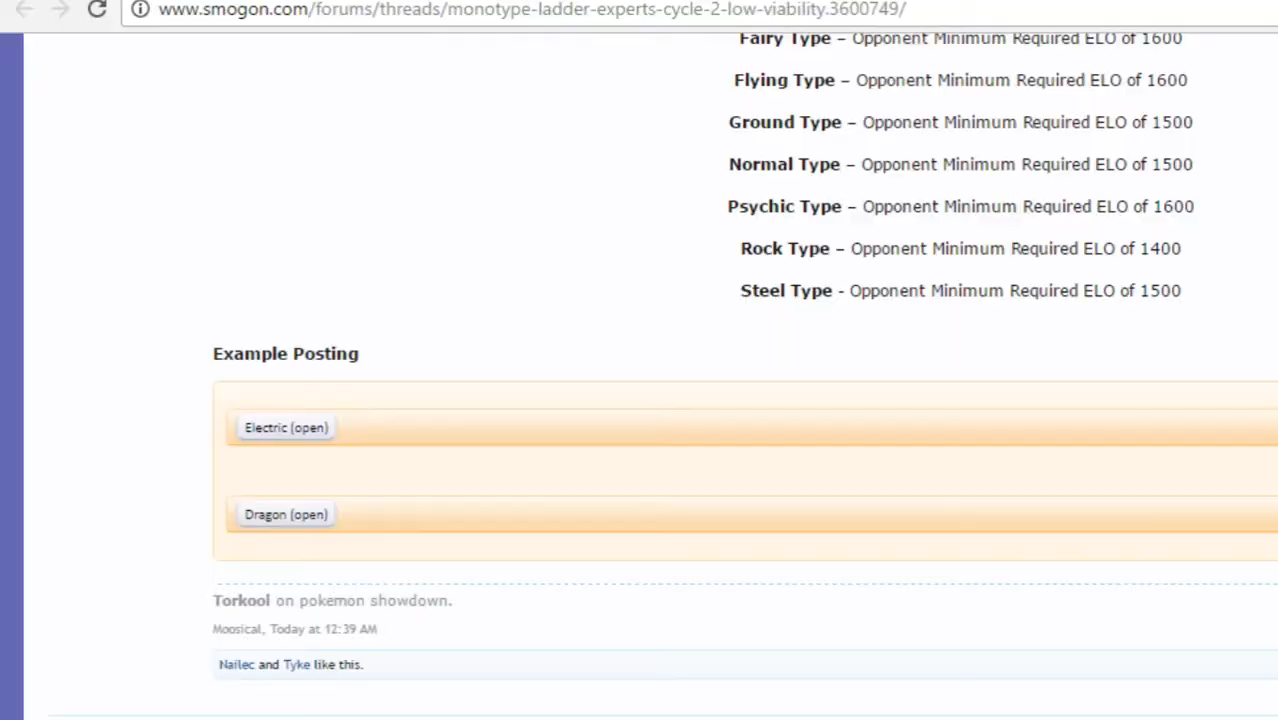 www.smogon.com/forums/threads/monotype-ladder-experts-cycle-2-low-viability.3600749/
Fairy Type – Opponent Minimum Required ELO of 1600
Flying Type – Opponent Minimum Required ELO of 1600
Ground Type – Opponent Minimum Required ELO of 1500
Normal Type – Opponent Minimum Required ELO of 1500
Psychic Type – Opponent Minimum Required ELO of 1600
Rock Type – Opponent Minimum Required ELO of 1400
Steel Type - Opponent Minimum Required ELO of 1500
Example Posting
Electric (open)
Dragon (open)
Torkool on pokemon showdown.
Moosical, Today at 12:39 AM
Nailec and Tyke like this.